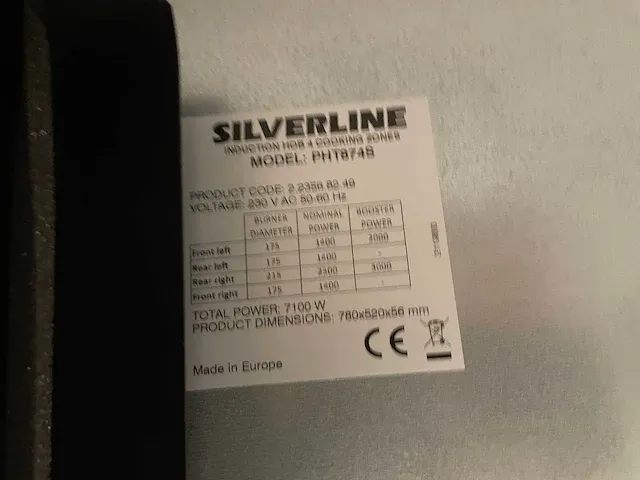 SILVERLINE
INDUCTION HOB 4 COOKING ZONES
MODEL: PHT874S
PRODUCT CODE: 2.2356.82.49
VOLTAGE: 230 V AC 50-60 Hz
BURNER DIAMETER NOMINAL POWER BOOSTER POWER
Front left 175 1400 2000
Rear left 175 1400 -
Rear right 215 2300 3000
Front right 175 1400 -
TOTAL POWER: 7100 W
PRODUCT DIMENSIONS: 780x520x56 mm
CE
Made in Europe